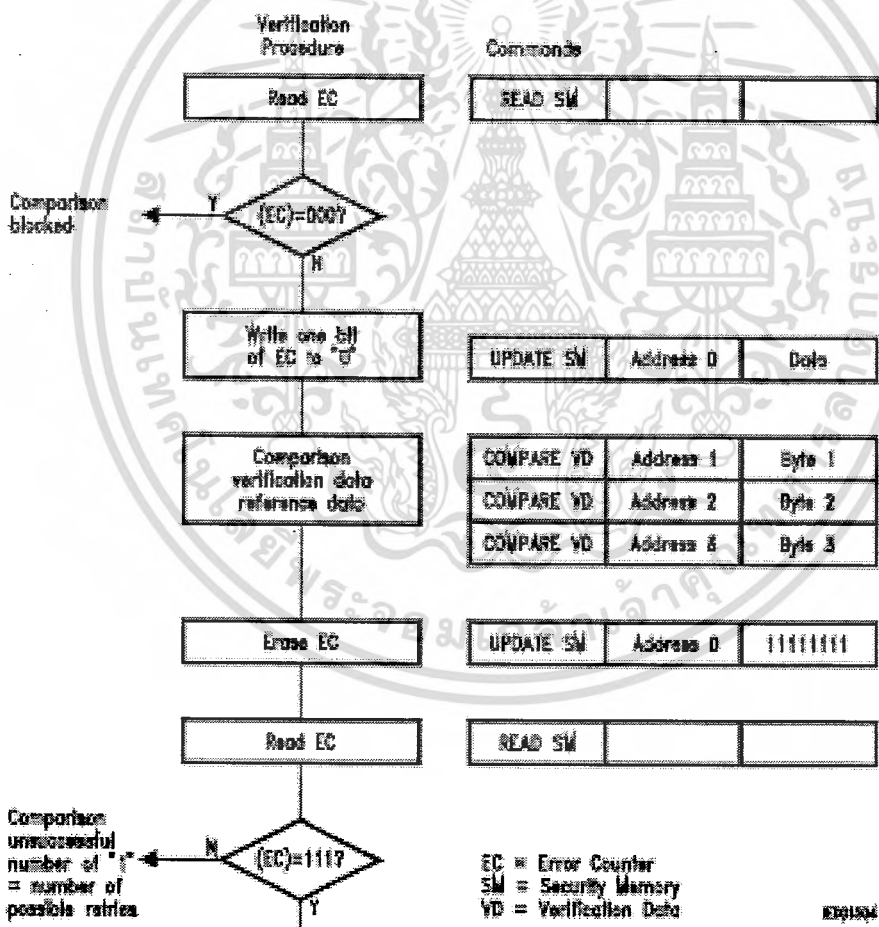 Verification
Procedure
Commands
Read EC
READ SM
Comparison
blocked
Y
(EC)=000?
N
Write one bit
of EC to "0"
UPDATE SM Address 0 Data
Comparison
verification data
reference data
COMPARE VD Address 1 Byte 1
COMPARE VD Address 2 Byte 2
COMPARE VD Address 3 Byte 3
Erase EC
UPDATE SM Address 0 11111111
Read EC
READ SM
Comparison
unsuccessful
number of "1"
= number of
possible retries
N
(EC)=111?
Y
EC = Error Counter
SM = Security Memory
VD = Verification Data